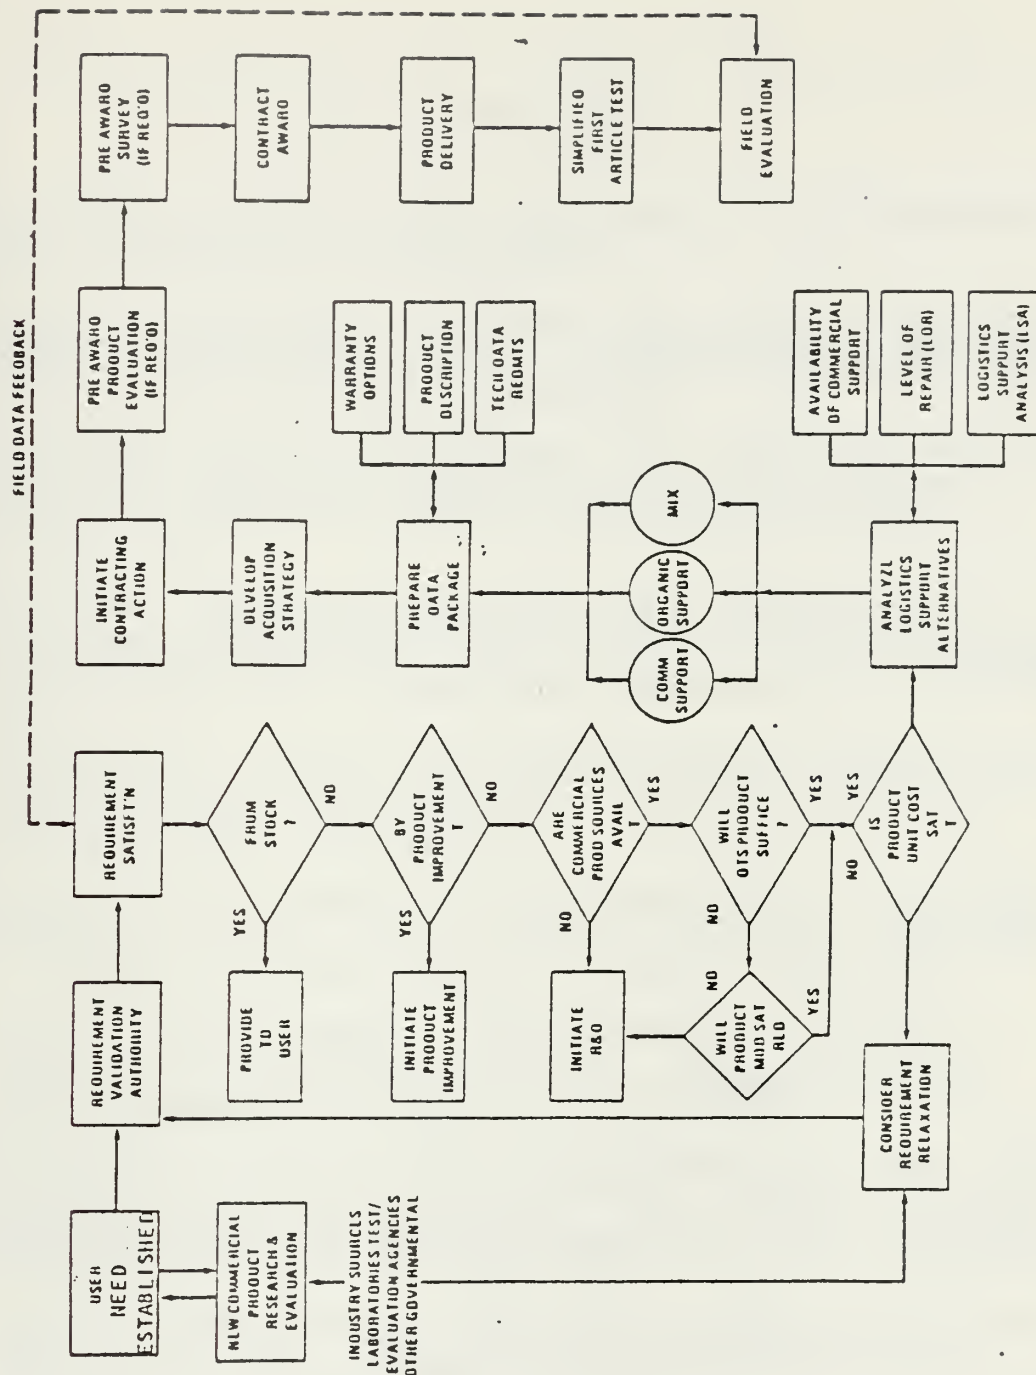 FIELD DATA FEEDBACK
USER
NEED
ESTABLISHED
REQUIREMENT
VALIDATION
AUTHORITY
REQUIREMENT
SATISFT'N
INITIATE
CONTRACTING
ACTION
PRE AWARD
PRODUCT
EVALUATION
(IF REQ'D)
PRE AWARD
SURVEY
(IF REQ'D)
NEW COMMERCIAL
PRODUCT
RESEARCH &
EVALUATION
PROVIDE
TO
USER
YES
FROM
STOCK
?
NO
DEVELOP
ACQUISITION
STRATEGY
CONTRACT
AWARD
INDUSTRY SOURCES
LABORATORIES TEST/
EVALUATION AGENCIES
OTHER GOVERNMENTAL
INITIATE
PRODUCT
IMPROVEMENT
YES
BY
PRODUCT
IMPROVEMENT
?
NO
PREPARE
DATA
PACKAGE
WARRANTY
OPTIONS
PRODUCT
DESCRIPTION
TECH DATA
REQMTS
PRODUCT
DELIVERY
INITIATE
R&D
NO
ARE
COMMERCIAL
PROD SOURCES
AVAIL
?
YES
SIMPLIFIED
FIRST
ARTICLE TEST
COMM
SUPPORT
ORGANIC
SUPPORT
MIX
NO
WILL
PRODUCT
MOD SAT
YES
NO
WILL
OTS PRODUCT
SUFFICE
?
YES
FIELD
EVALUATION
CONSIDER
REQUIREMENT
RELAXATION
NO
IS
PRODUCT
UNIT COST
SAT
?
YES
ANALYZE
LOGISTICS
SUPPORT
ALTERNATIVES
AVAILABILITY
OF COMMERCIAL
SUPPORT
LEVEL OF
REPAIR (LOR)
LOGISTICS
SUPPORT
ANALYSIS (LSA)